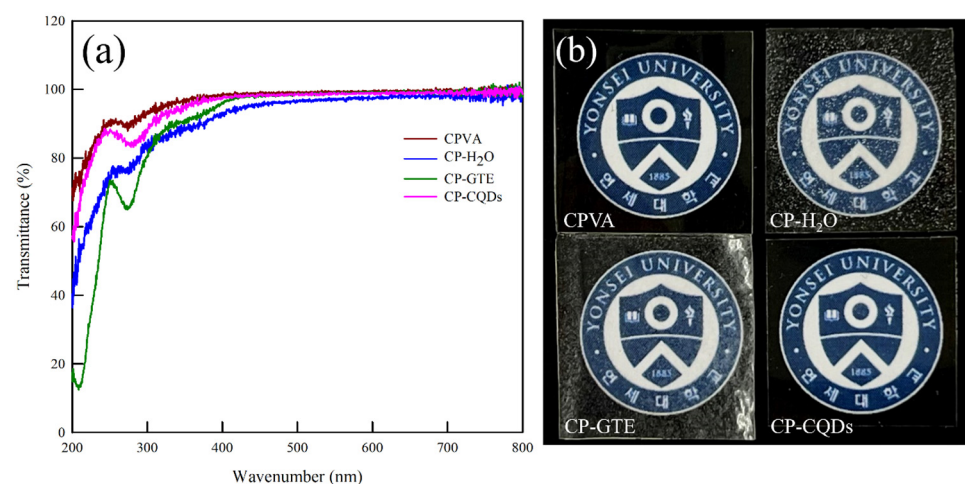 (a)
120
100
80
60
40
20
0
Transmittance (%)
200
300
400
500
600
700
800
Wavenumber (nm)
CPVA
CP-H₂O
CP-GTE
CP-CQDs
(b)
YONSEI UNIVERSITY
1885
연세대학교
CPVA
YONSEI UNIVERSITY
1885
연세대학교
CP-H₂O
YONSEI UNIVERSITY
1885
연세대학교
CP-GTE
YONSEI UNIVERSITY
1885
연세대학교
CP-CQDs